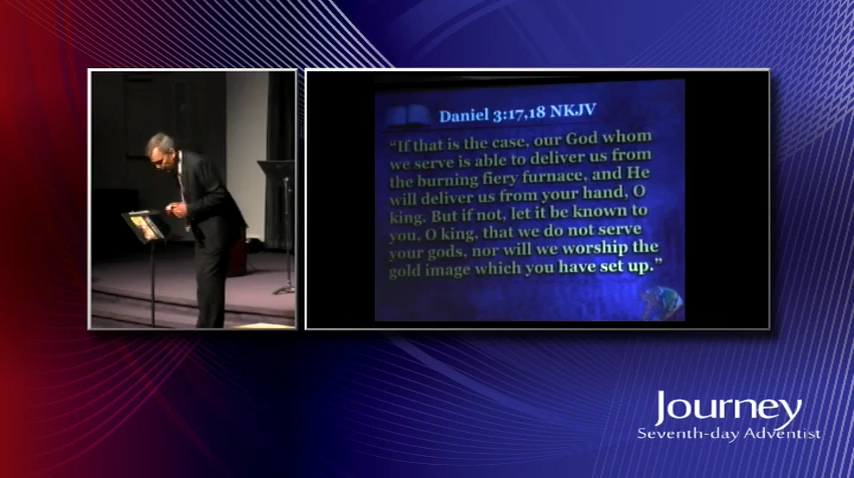 Daniel 3:17,18 NKJV
“If that is the case, our God whom
we serve is able to deliver us from
the burning fiery furnace, and He
will deliver us from your hand, O
king. But if not, let it be known to
you, O king, that we do not serve
your gods, nor will we worship the
gold image which you have set up.”
Journey
Seventh-day Adventist